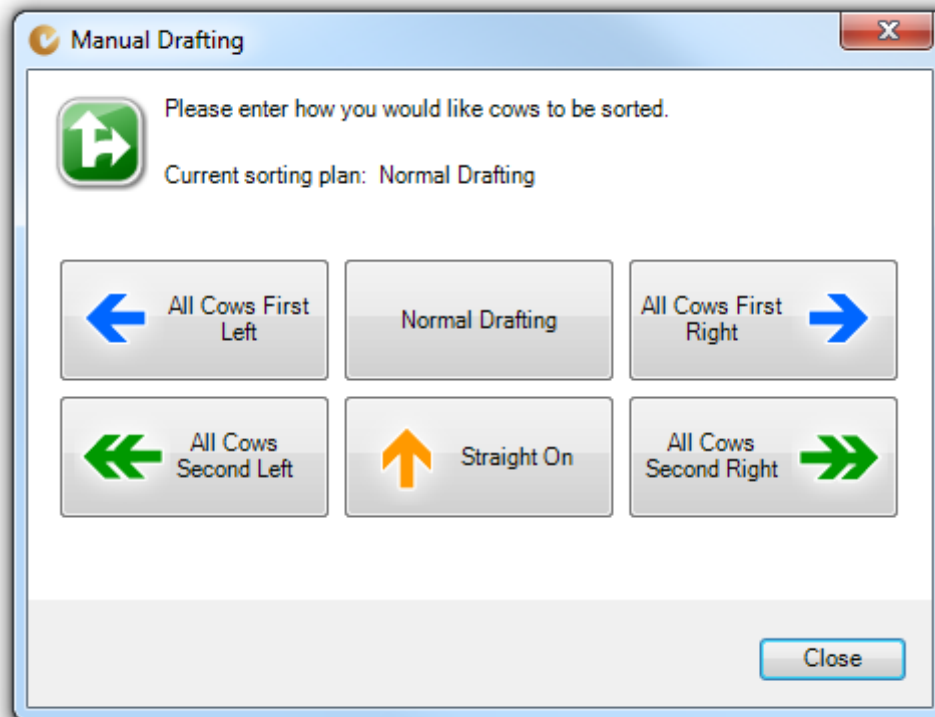 Manual Drafting
Please enter how you would like cows to be sorted.
Current sorting plan:  Normal Drafting
All Cows First
Left
Normal Drafting
All Cows First
Right
All Cows
Second Left
Straight On
All Cows
Second Right
Close